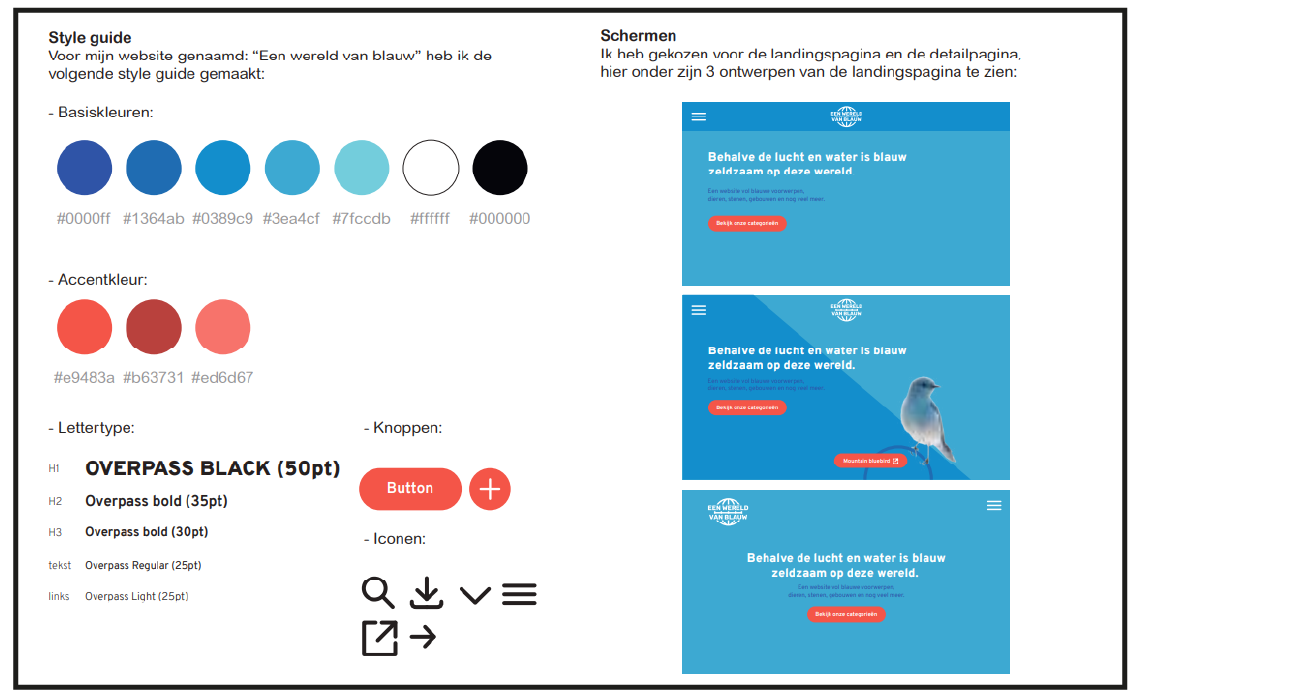 Style guide
Voor mijn website genaamd: “Een wereld van blauw” heb ik de
volgende style guide gemaakt:
- Basiskleuren:
#0000ff #1364ab #0389c9 #3ea4cf #7fccdb #ffffff #000000
- Accentkleur:
#e9483a #b63731 #ed6d67
- Lettertype:
H1 OVERPASS BLACK (50pt)
H2 Overpass bold (35pt)
H3 Overpass bold (30pt)
tekst Overpass Regular (25pt)
links Overpass Light (25pt)
- Knoppen:
Button
- Iconen:
Schermen
Ik heb gekozen voor de landingspagina en de detailpagina,
hier onder zijn 3 ontwerpen van de landingspagina te zien:
EEN WERELD
VAN BLAUW
Behalve de lucht en water is blauw
zeldzaam op deze wereld.
Een website vol blauwe voorwerpen,
dieren, stenen, gebouwen en nog veel meer.
Bekijk onze categorieën
EEN WERELD
VAN BLAUW
Behalve de lucht en water is blauw
zeldzaam op deze wereld.
Een website vol blauwe voorwerpen,
dieren, stenen, gebouwen en nog veel meer.
Bekijk onze categorieën
Mountain bluebird
EEN WERELD
VAN BLAUW
Behalve de lucht en water is blauw
zeldzaam op deze wereld.
Een website vol blauwe voorwerpen,
dieren, stenen, gebouwen en nog veel meer.
Bekijk onze categorieën